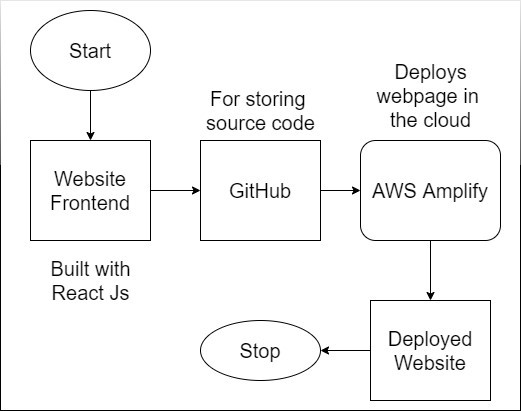 Start
Website
Frontend
Built with
React Js
For storing
source code
GitHub
Deploys
webpage in
the cloud
AWS Amplify
Deployed
Website
Stop